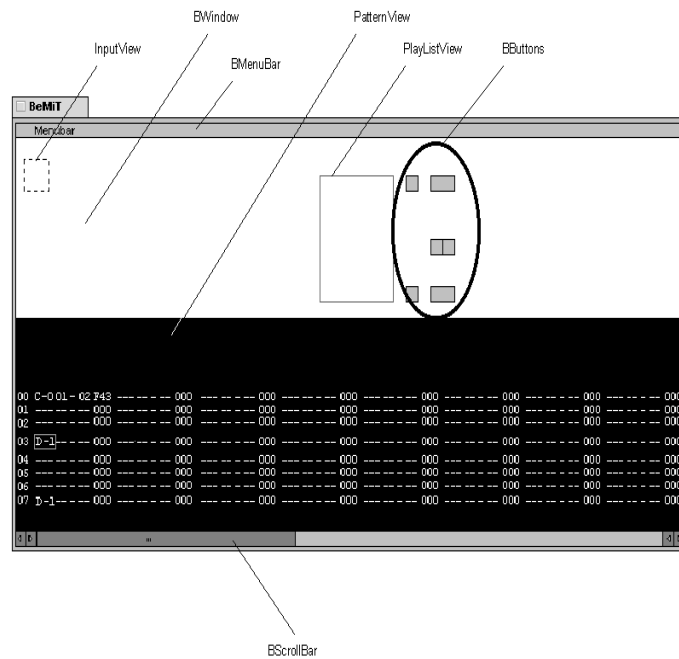 BWindow
PatternView
InputView
PlayListView
BButtons
BMenuBar
BeMiT
Menubar
00 C-0 01- 02 F43 ------- -- 000 ------- -- 000 ------- -- 000 ------- -- 000 ------- -- 000 ------- -- 000 ------- -- 000
01 ------- -- 000 ------- -- 000 ------- -- 000 ------- -- 000 ------- -- 000 ------- -- 000 ------- -- 000 ------- -- 000
02 ------- -- 000 ------- -- 000 ------- -- 000 ------- -- 000 ------- -- 000 ------- -- 000 ------- -- 000 ------- -- 000
03 D-1---- -- 000 ------- -- 000 ------- -- 000 ------- -- 000 ------- -- 000 ------- -- 000 ------- -- 000 ------- -- 000
04 ------- -- 000 ------- -- 000 ------- -- 000 ------- -- 000 ------- -- 000 ------- -- 000 ------- -- 000 ------- -- 000
05 ------- -- 000 ------- -- 000 ------- -- 000 ------- -- 000 ------- -- 000 ------- -- 000 ------- -- 000 ------- -- 000
06 ------- -- 000 ------- -- 000 ------- -- 000 ------- -- 000 ------- -- 000 ------- -- 000 ------- -- 000 ------- -- 000
07 D-1---- -- 000 ------- -- 000 ------- -- 000 ------- -- 000 ------- -- 000 ------- -- 000 ------- -- 000 ------- -- 000
BScrollBar